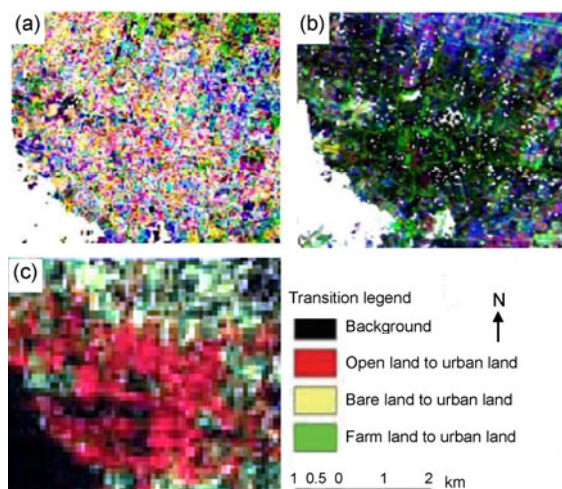 (a)
(b)
(c)
Transition legend
N
Background
Open land to urban land
Bare land to urban land
Farm land to urban land
1 0.5 0 1 2 km